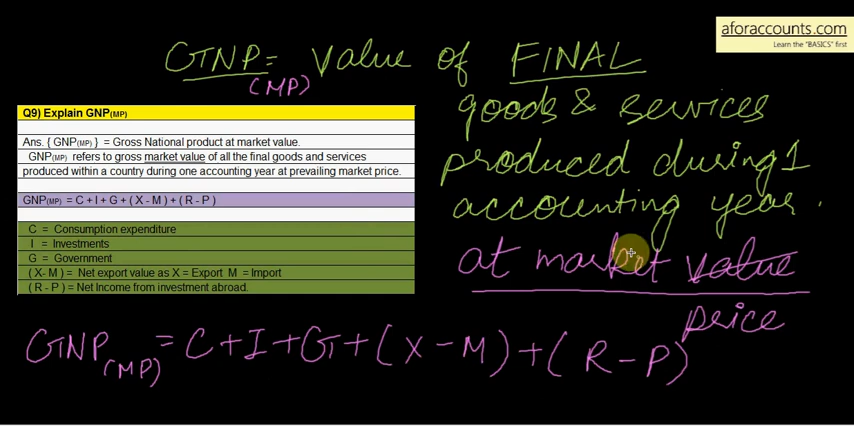 aforaccounts.com
Learn the "BASICS" first
GNP = Value of FINAL
(MP)
goods & services
produced during 1
accounting year.
at market value
price
Q9) Explain GNP(MP)
Ans. { GNP(MP) } = Gross National product at market value.
GNP(MP) refers to gross market value of all the final goods and services
produced within a country during one accounting year at prevailing market price.
GNP(MP) = C + I + G + ( X - M ) + ( R - P )
C = Consumption expenditure
I = Investments
G = Government
( X - M ) = Net export value as X = Export M = Import
( R - P ) = Net Income from investment abroad.
GNP(MP) = C + I + G + ( X - M ) + ( R - P )